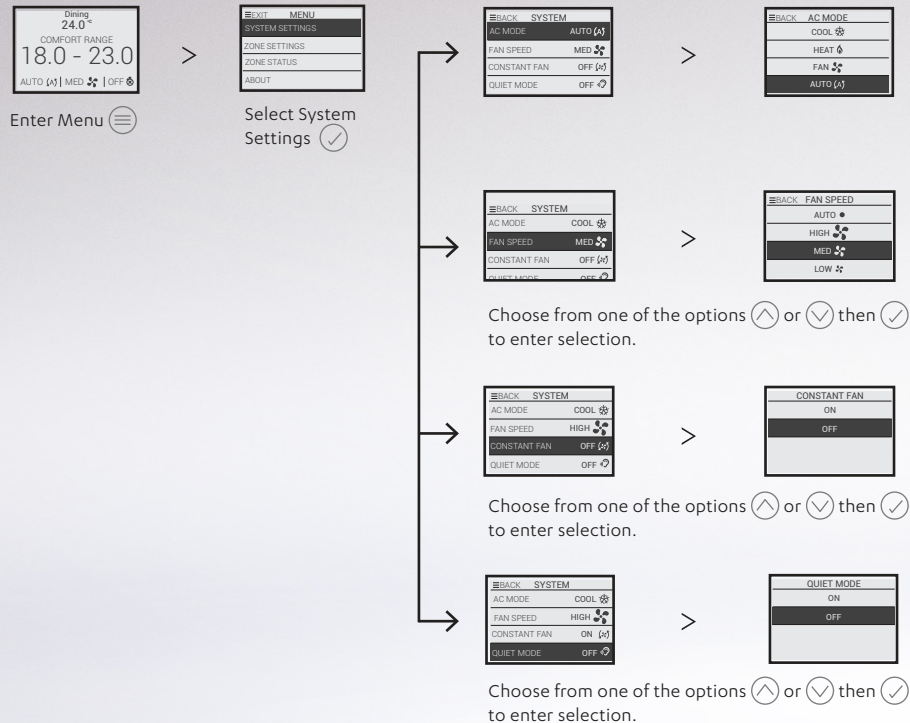 Dining
24.0 °c
COMFORT RANGE
18.0 - 23.0
AUTO (A) | MED | OFF
Enter Menu
>
EXIT MENU
SYSTEM SETTINGS
ZONE SETTINGS
ZONE STATUS
ABOUT
Select System
Settings
BACK SYSTEM
AC MODE AUTO (A)
FAN SPEED MED
CONSTANT FAN OFF
QUIET MODE OFF
>
BACK AC MODE
COOL
HEAT
FAN
AUTO (A)
BACK SYSTEM
AC MODE COOL
FAN SPEED MED
CONSTANT FAN OFF
QUIET MODE OFF
>
BACK FAN SPEED
AUTO
HIGH
MED
LOW
Choose from one of the options or then
to enter selection.
BACK SYSTEM
AC MODE COOL
FAN SPEED HIGH
CONSTANT FAN OFF
QUIET MODE OFF
>
CONSTANT FAN
ON
OFF
Choose from one of the options or then
to enter selection.
BACK SYSTEM
AC MODE COOL
FAN SPEED HIGH
CONSTANT FAN ON
QUIET MODE OFF
>
QUIET MODE
ON
OFF
Choose from one of the options or then
to enter selection.